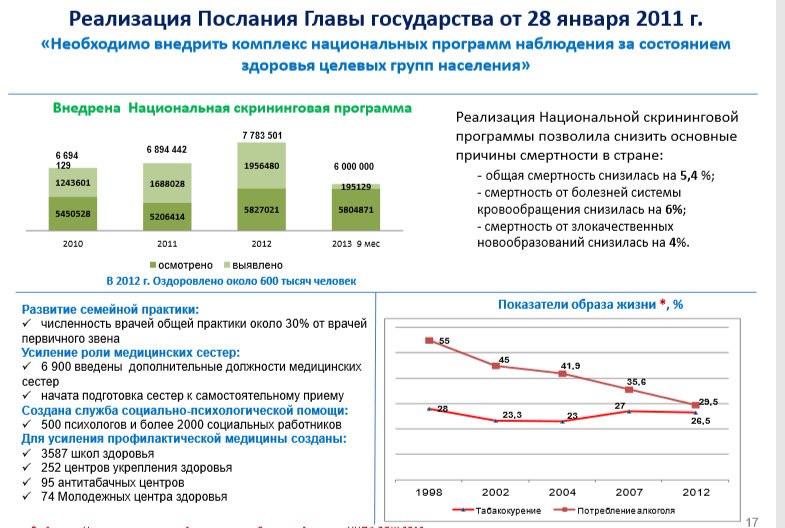 Реализация Послания Главы государства от 28 января 2011 г.
«Необходимо внедрить комплекс национальных программ наблюдения за состоянием
здоровья целевых групп населения»
Внедрена Национальная скрининговая программа
6 694
129
6 894 442
7 783 501
6 000 000
1243601
1688028
1956480
195129
5450528
5206414
5827021
5804871
2010
2011
2012
2013 9 мес
осмотрено
выявлено
В 2012 г. Оздоровлено около 600 тысяч человек
Реализация Национальной скрининговой
программы позволила снизить основные
причины смертности в стране:
- общая смертность снизилась на 5,4 %;
- смертность от болезней системы
кровообращения снизилась на 6%;
- смертность от злокачественных
новообразований снизилась на 4%.
Развитие семейной практики:
✓ численность врачей общей практики около 30% от врачей
первичного звена
Усиление роли медицинских сестер:
✓ 6 900 введены дополнительные должности медицинских
сестер
✓ начата подготовка сестер к самостоятельному приему
Создана служба социально-психологической помощи:
✓ 500 психологов и более 2000 социальных работников
Для усиления профилактической медицины созданы:
✓ 3587 школ здоровья
✓ 252 центров укрепления здоровья
✓ 95 антитабачных центров
✓ 74 Молодежных центра здоровья
Показатели образа жизни *, %
55
45
41,9
35,6
29,5
28
23,3
23
27
26,5
1998
2002
2004
2007
2012
Табакокурение
Потребление алкоголя
17